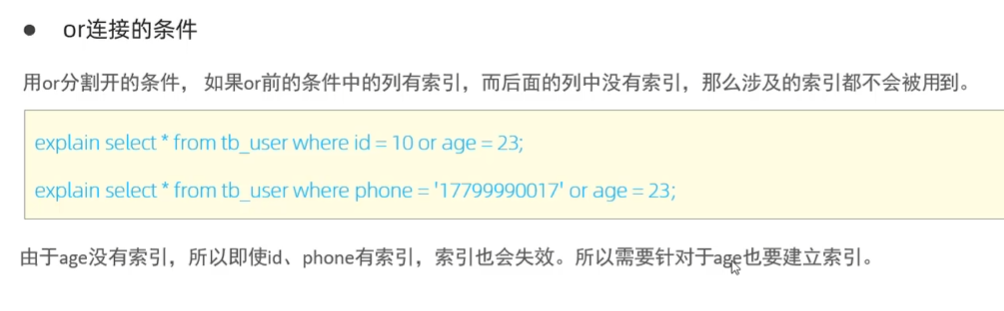 ● or连接的条件
用or分割开的条件， 如果or前的条件中的列有索引，而后面的列中没有索引，那么涉及的索引都不会被用到。
explain select * from tb_user where id = 10 or age = 23;
explain select * from tb_user where phone = '17799990017' or age = 23;
由于age没有索引，所以即使id、phone有索引，索引也会失效。所以需要针对于age也要建立索引。